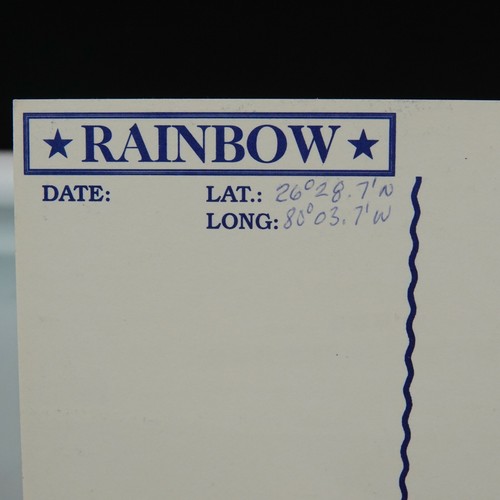 ★ RAINBOW ★
DATE:
LAT.: 26°28.7'N
LONG: 80°03.7'W